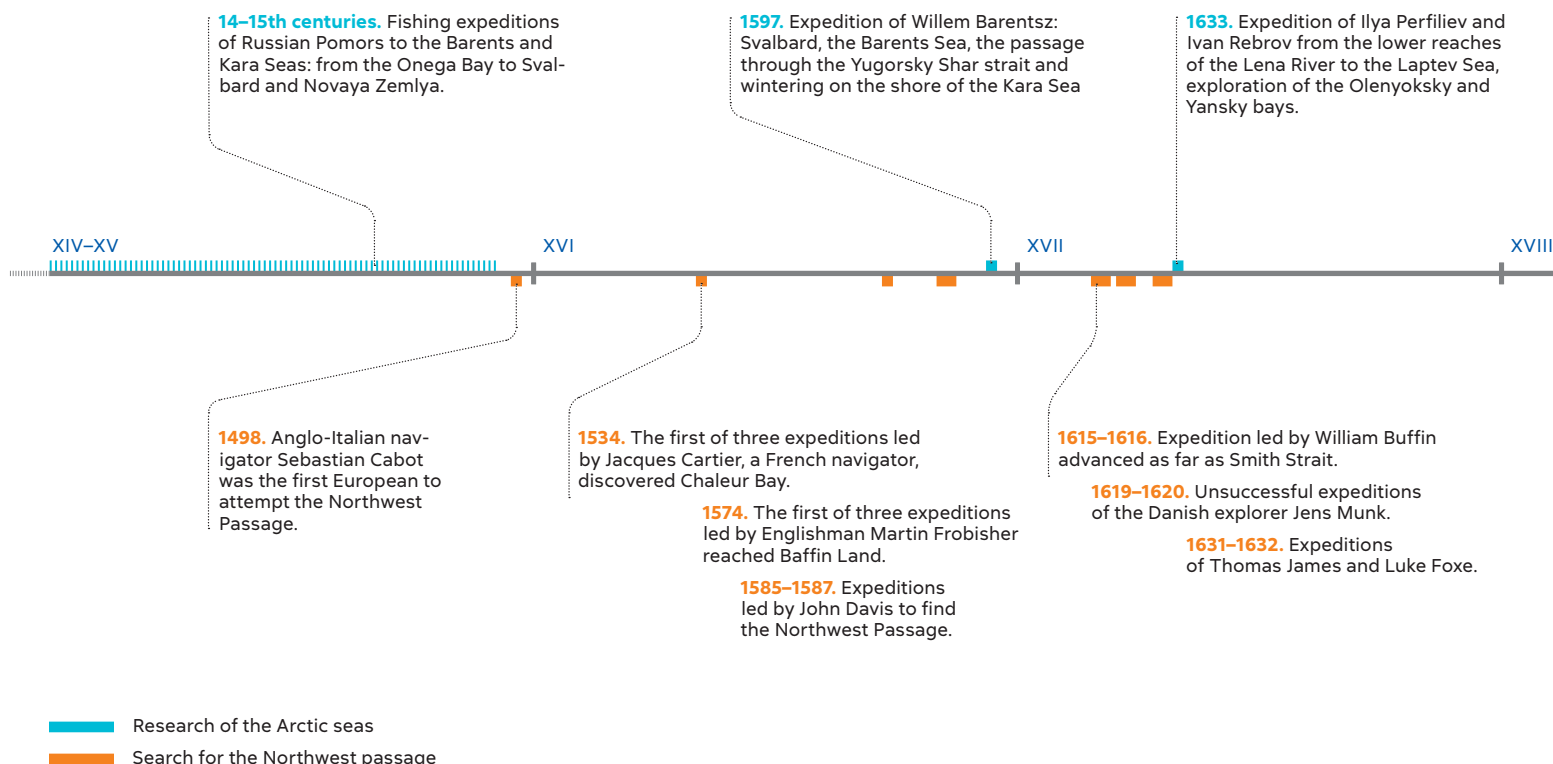 14–15th centuries. Fishing expeditions
of Russian Pomors to the Barents and
Kara Seas: from the Onega Bay to Sval-
bard and Novaya Zemlya.
1597. Expedition of Willem Barentsz:
Svalbard, the Barents Sea, the passage
through the Yugorsky Shar strait and
wintering on the shore of the Kara Sea
1633. Expedition of Ilya Perfiliev and
Ivan Rebrov from the lower reaches
of the Lena River to the Laptev Sea,
exploration of the Olenyoksky and
Yansky bays.
XIV–XV
XVI
XVII
XVIII
1498. Anglo-Italian nav-
igator Sebastian Cabot
was the first European to
attempt the Northwest
Passage.
1534. The first of three expeditions led
by Jacques Cartier, a French navigator,
discovered Chaleur Bay.
1574. The first of three expeditions
led by Englishman Martin Frobisher
reached Baffin Land.
1585–1587. Expeditions
led by John Davis to find
the Northwest Passage.
1615–1616. Expedition led by William Buffin
advanced as far as Smith Strait.
1619–1620. Unsuccessful expeditions
of the Danish explorer Jens Munk.
1631–1632. Expeditions
of Thomas James and Luke Foxe.
Research of the Arctic seas
Search for the Northwest passage